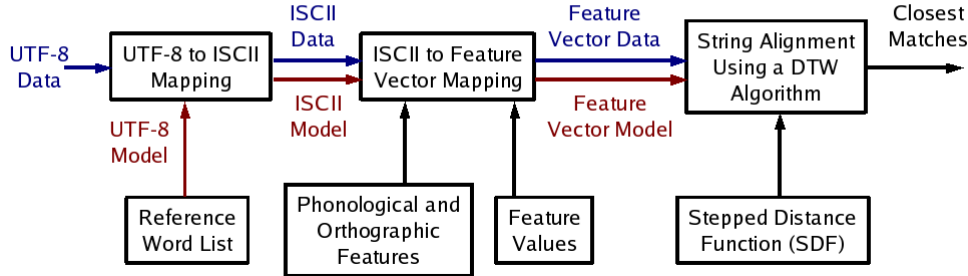 UTF-8
Data
UTF-8 to ISCII
Mapping
ISCII
Data
ISCII
Model
UTF-8
Model
Reference
Word List
ISCII to Feature
Vector Mapping
Phonological and
Orthographic
Features
Feature
Values
Feature
Vector Data
Feature
Vector Model
String Alignment
Using a DTW
Algorithm
Stepped Distance
Function (SDF)
Closest
Matches